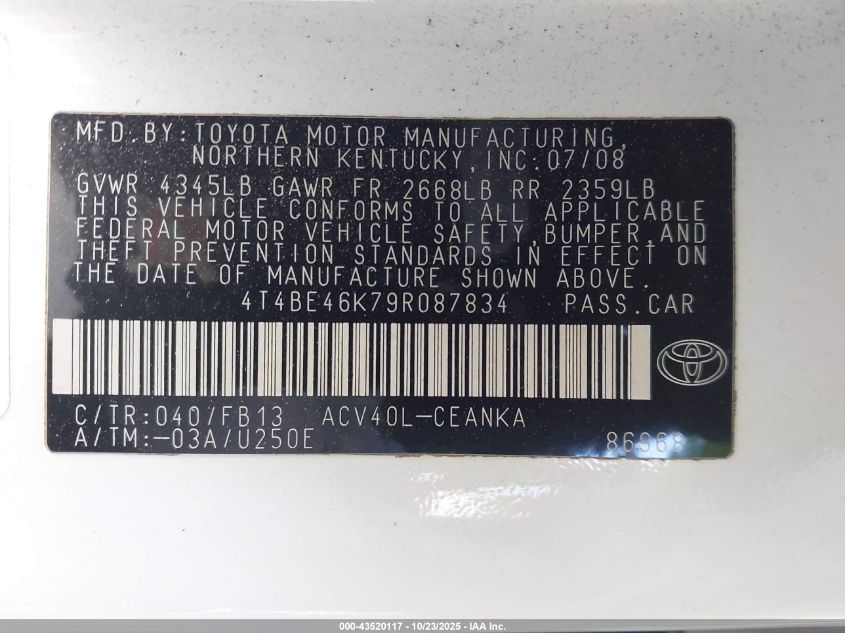 MFD.BY:TOYOTA MOTOR MANUFACTURING,
NORTHERN KENTUCKY,INC.07/08
GVWR 4345LB GAWR FR 2668LB RR 2359LB
THIS VEHICLE CONFORMS TO ALL APPLICABLE
FEDERAL MOTOR VEHICLE SAFETY,BUMPER,AND
THEFT PREVENTION STANDARDS IN EFFECT ON
THE DATE OF MANUFACTURE SHOWN ABOVE.
4T4BE46K79R087834 PASS.CAR
C/TR:040/FB13 ACV40L-CEANKA
A/TM:-03A/U250E 86968
000-43520117 - 10/23/2025 - IAA Inc.